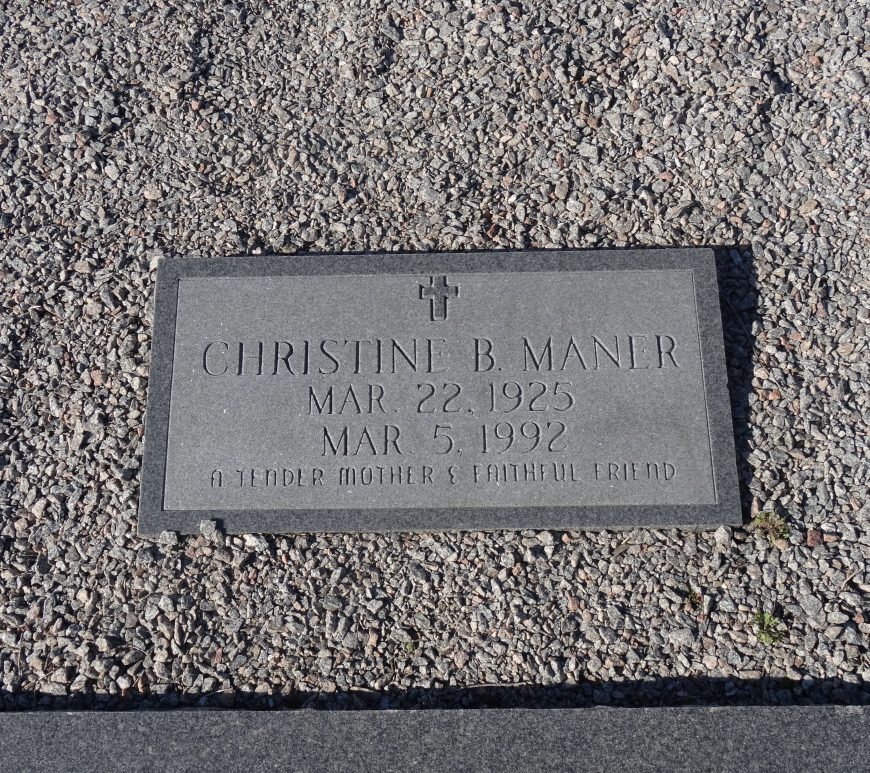 CHRISTINE B. MANER
MAR. 22, 1925
MAR. 5, 1992
A TENDER MOTHER & FAITHFUL FRIEND